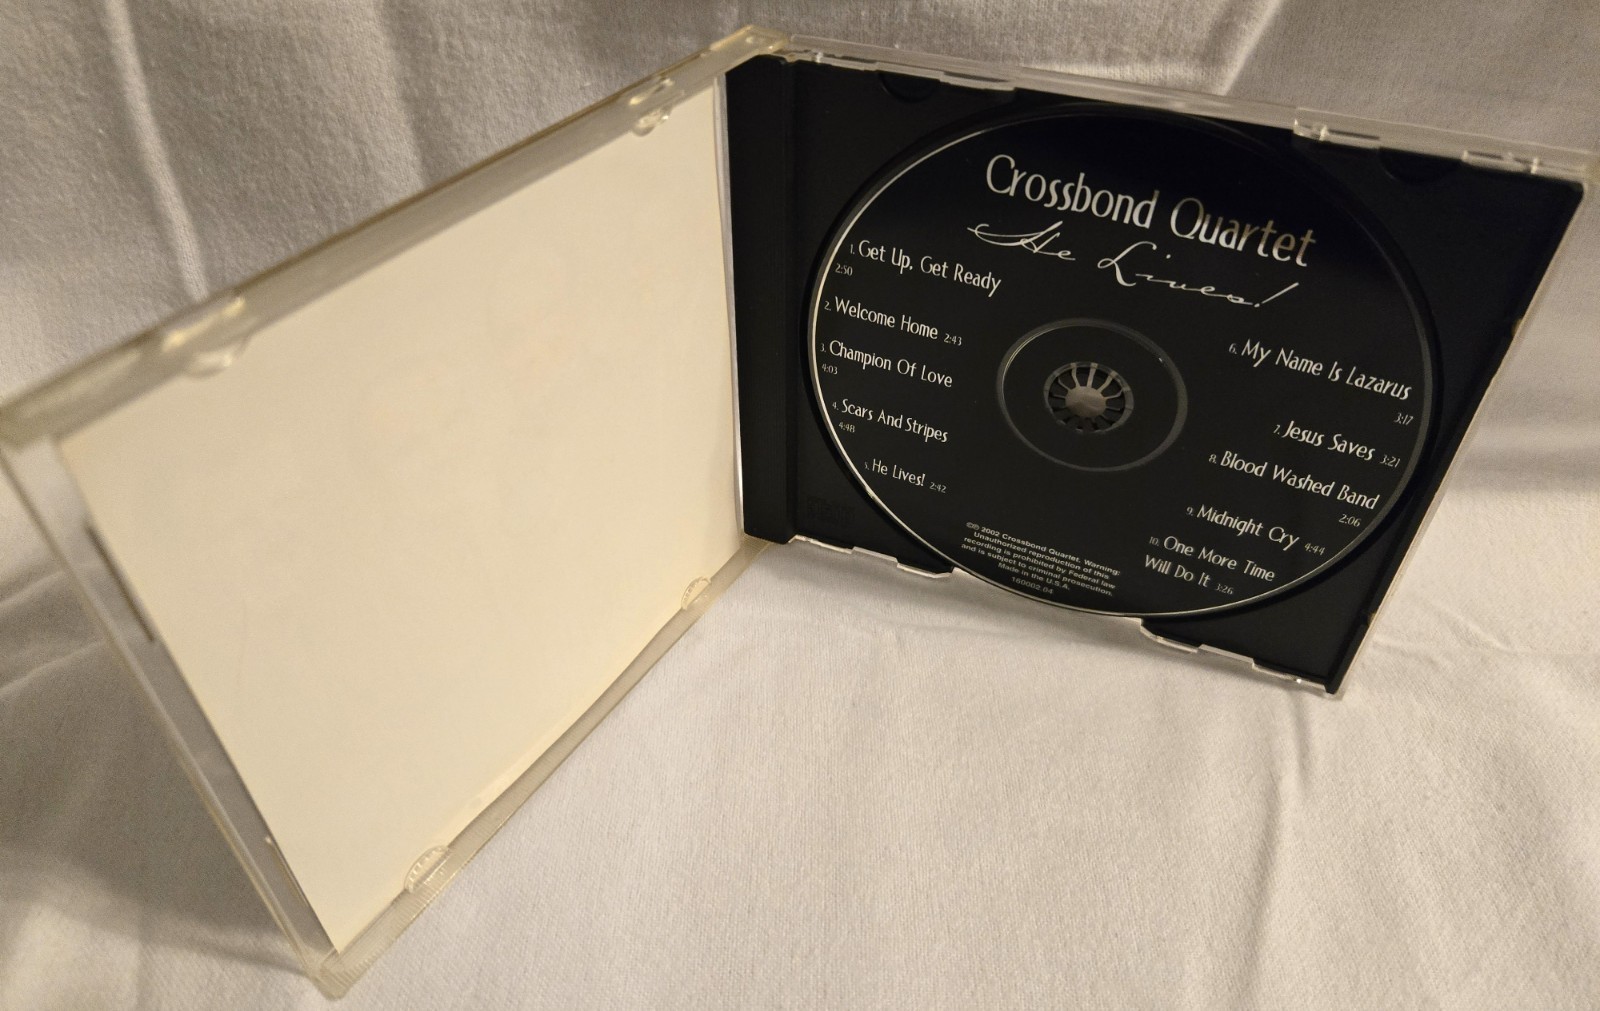 Crossbond Quartet
He Lives!
1. Get Up, Get Ready
2:50
2. Welcome Home 2:43
3. Champion Of Love
4:03
4. Scars And Stripes
4:48
5. He Lives! 2:42
6. My Name Is Lazarus
3:17
7. Jesus Saves 3:21
8. Blood Washed Band
2:06
9. Midnight Cry 4:44
10. One More Time
Will Do It 3:26
©℗ 2002 Crossbond Quartet. Warning:
Unauthorized reproduction of this
recording is prohibited by Federal law
and is subject to criminal prosecution.
Made in the U.S.A.
160002.04